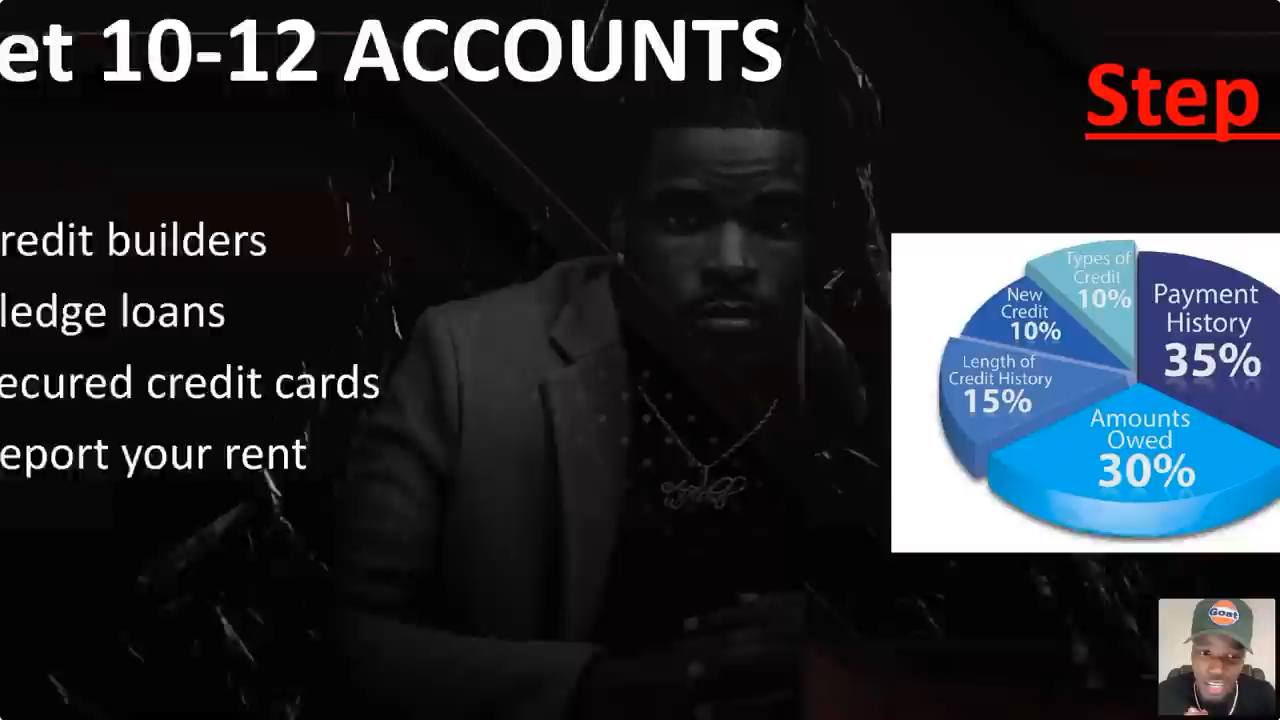 et 10-12 ACCOUNTS
Step
redit builders
ledge loans
ecured credit cards
eport your rent
Types of
Credit
10%
New
Credit
10%
Payment
History
35%
Length of
Credit History
15%
Amounts
Owed
30%
Goat